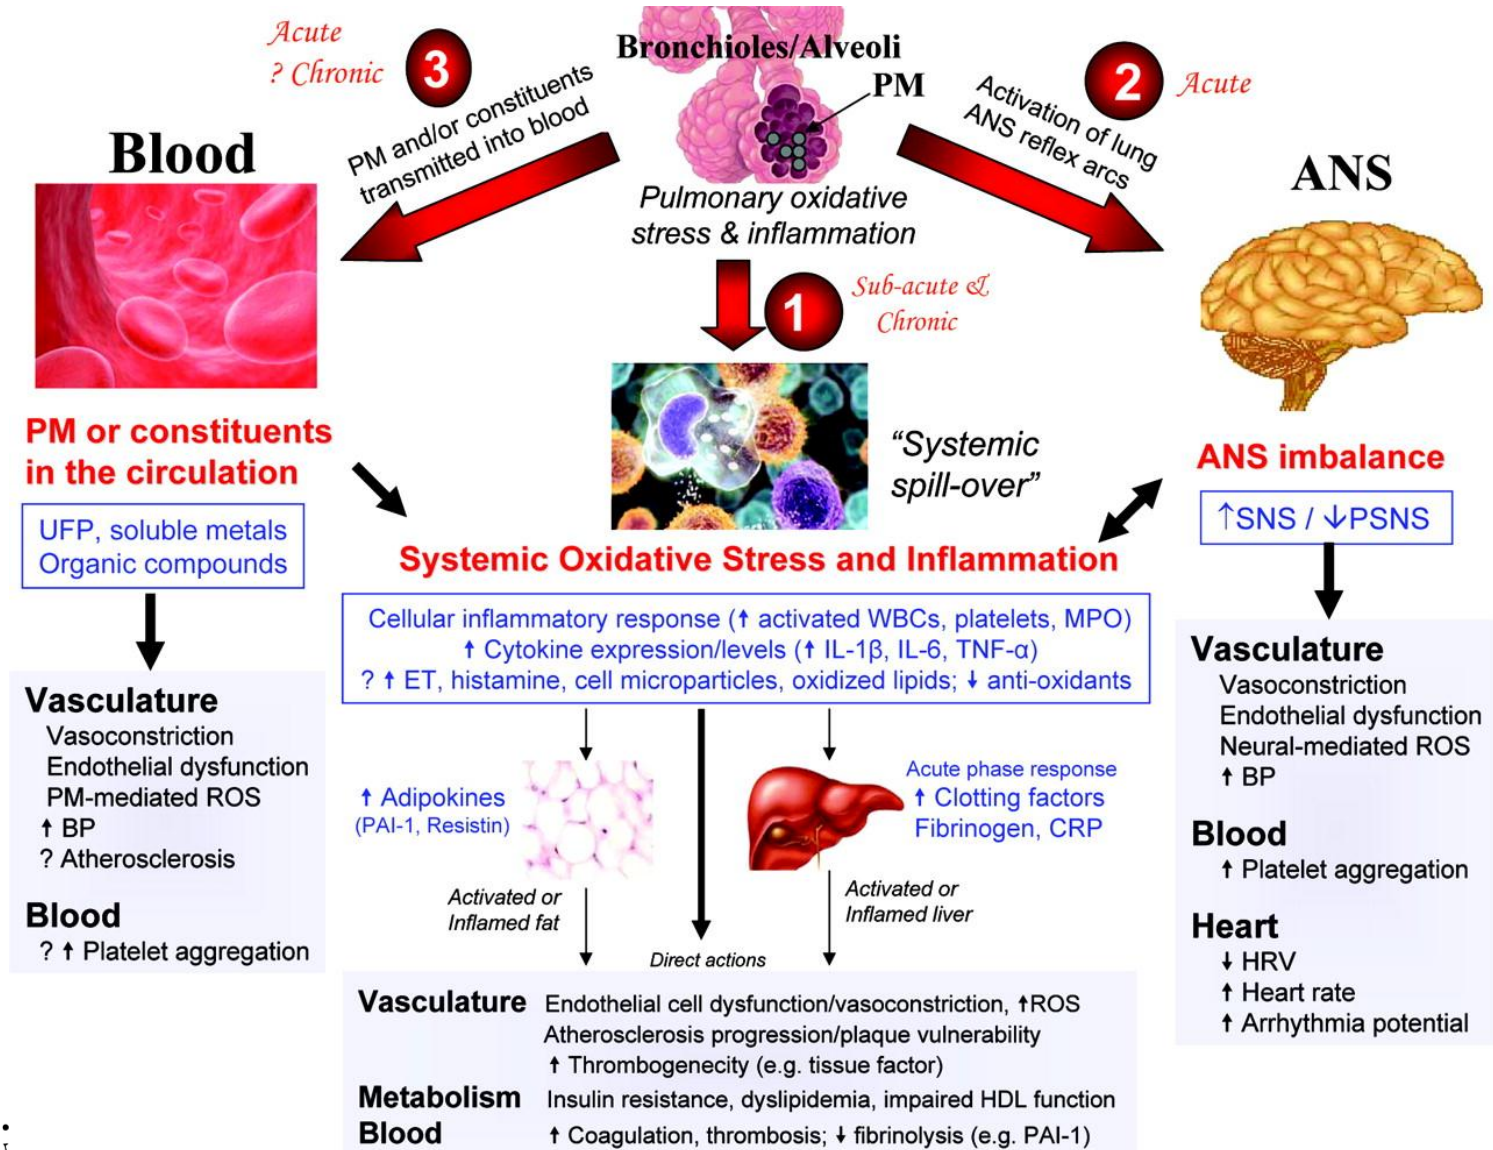 Acute
? Chronic
3
PM and/or constituents
transmitted into blood
Bronchioles/Alveoli
PM
2
Acute
Activation of lung
ANS reflex arcs
Blood
ANS
Pulmonary oxidative
stress & inflammation
1
Sub-acute &
Chronic
PM or constituents
in the circulation
"Systemic
spill-over"
ANS imbalance
UFP, soluble metals
Organic compounds
↑SNS / ↓PSNS
Systemic Oxidative Stress and Inflammation
Cellular inflammatory response (↑ activated WBCs, platelets, MPO)
↑ Cytokine expression/levels (↑ IL-1β, IL-6, TNF-α)
? ↑ ET, histamine, cell microparticles, oxidized lipids; ↓ anti-oxidants
Vasculature
Vasoconstriction
Endothelial dysfunction
PM-mediated ROS
↑ BP
? Atherosclerosis
Blood
? ↑ Platelet aggregation
↑ Adipokines
(PAI-1, Resistin)
Activated or
Inflamed fat
Acute phase response
↑ Clotting factors
Fibrinogen, CRP
Activated or
Inflamed liver
Direct actions
Vasculature
Vasoconstriction
Endothelial dysfunction
Neural-mediated ROS
↑ BP
Blood
↑ Platelet aggregation
Heart
↓ HRV
↑ Heart rate
↑ Arrhythmia potential
Vasculature Endothelial cell dysfunction/vasoconstriction, ↑ROS
Atherosclerosis progression/plaque vulnerability
↑ Thrombogenecity (e.g. tissue factor)
Metabolism Insulin resistance, dyslipidemia, impaired HDL function
Blood ↑ Coagulation, thrombosis; ↓ fibrinolysis (e.g. PAI-1)